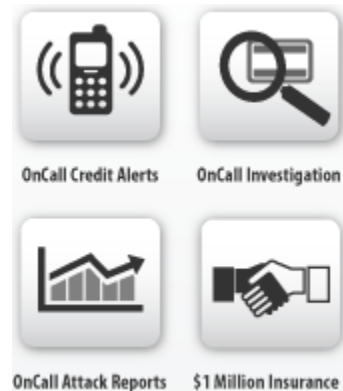 OnCall Credit Alerts
OnCall Investigation
OnCall Attack Reports
$1 Million Insurance